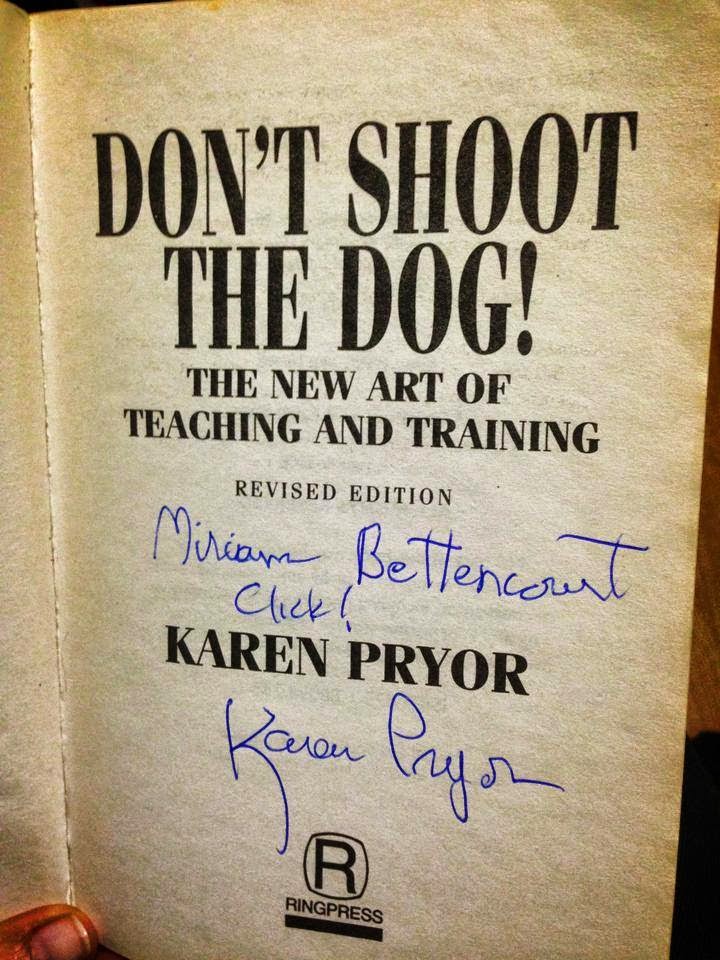 DON'T SHOOT
THE DOG!
THE NEW ART OF
TEACHING AND TRAINING
REVISED EDITION
Miriam Bettencourt
Click!
KAREN PRYOR
Karen Pryor
R
RINGPRESS